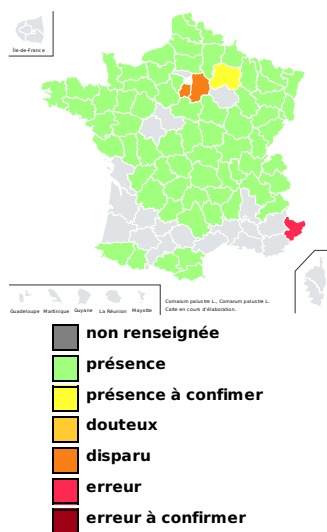 Île-de-France
Guadeloupe Martinique Guyane La Réunion Mayotte
Comarum palustre L., Comarum palustre L.
Carte en cours d'élaboration.
non renseignée
présence
présence à confimer
douteux
disparu
erreur
erreur à confirmer